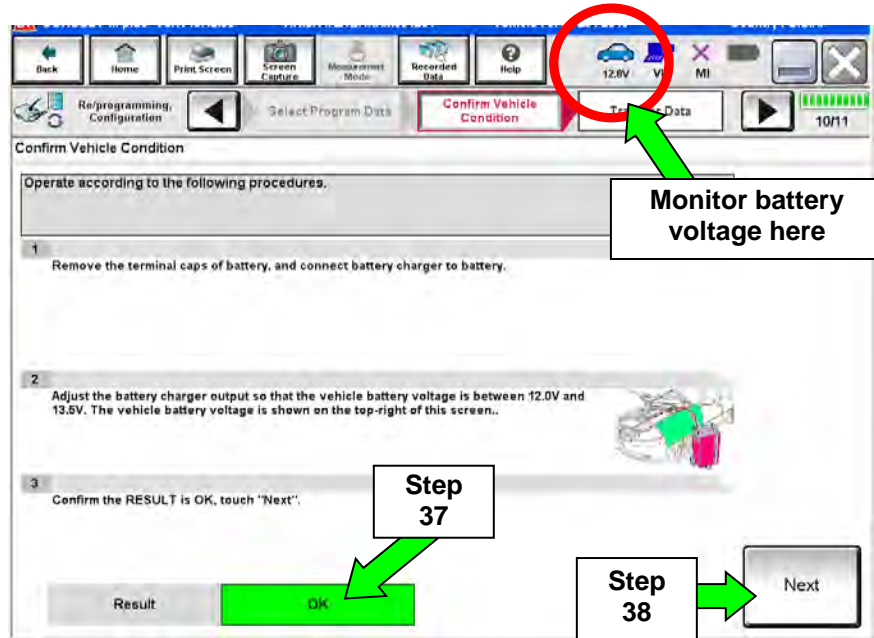 Back
Home
Print Screen
Screen
Capture
Measurement
Mode
Recorded
Data
Help
12.8V
VI
MI
Re/programming,
Configuration
Select Program Data
Confirm Vehicle
Condition
Data
10/11
Confirm Vehicle Condition
Operate according to the following procedures.
Monitor battery
voltage here
1
Remove the terminal caps of battery, and connect battery charger to battery.
2
Adjust the battery charger output so that the vehicle battery voltage is between 12.0V and
13.5V. The vehicle battery voltage is shown on the top-right of this screen..
3
Confirm the RESULT is OK, touch "Next".
Step
37
Result
OK
Step
38
Next